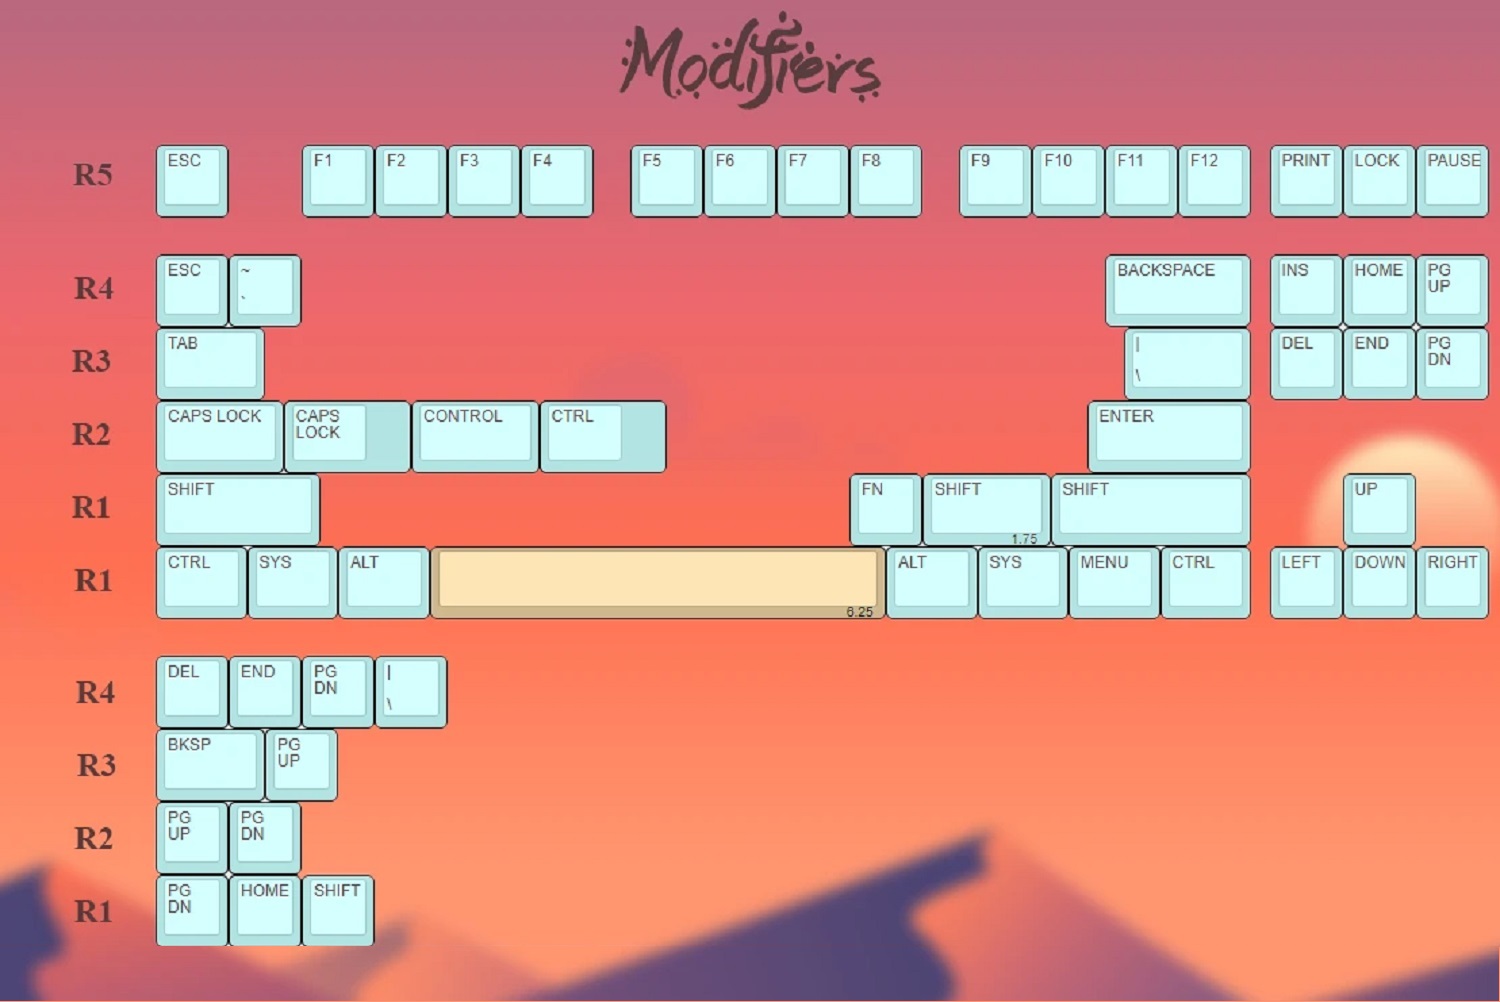 Modifiers
R5 ESC F1 F2 F3 F4 F5 F6 F7 F8 F9 F10 F11 F12 PRINT LOCK PAUSE
R4 ESC ~ BACKSPACE INS HOME PG
` UP
R3 TAB | DEL END PG
\ DN
R2 CAPS LOCK CAPS CONTROL CTRL ENTER
LOCK
R1 SHIFT FN SHIFT SHIFT UP
1.75
R1 CTRL SYS ALT ALT SYS MENU CTRL LEFT DOWN RIGHT
6.25
R4 DEL END PG |
DN \
R3 BKSP PG
UP
R2 PG PG
UP DN
R1 PG HOME SHIFT
DN